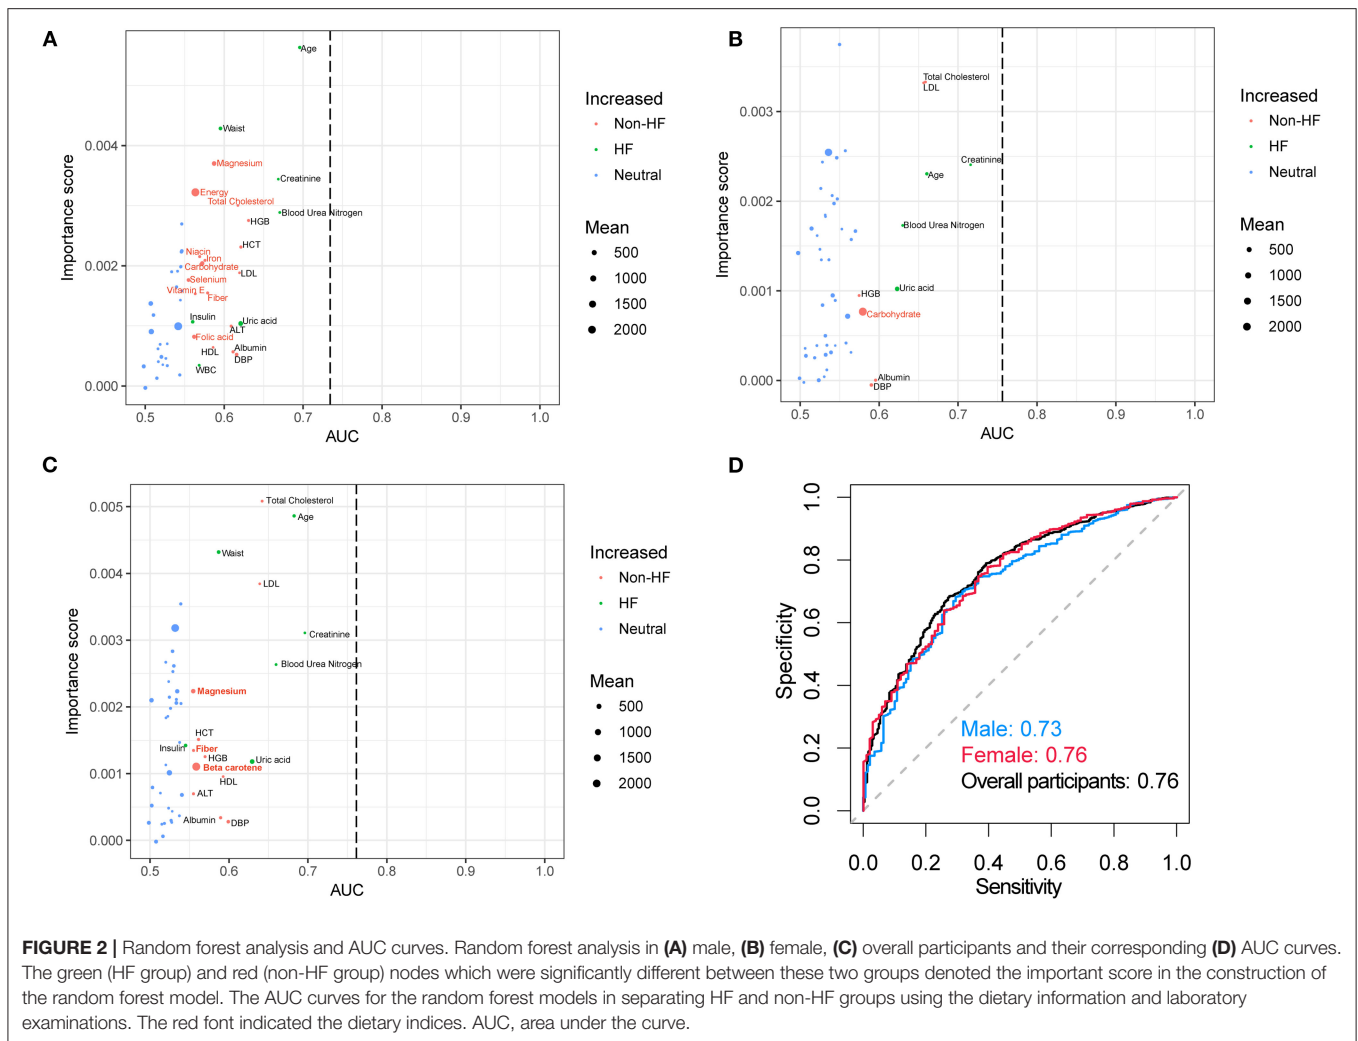 A
Importance score
0.004
0.002
0.000
Age
Waist
Magnesium
Creatinine
Energy
Total Cholesterol
Blood Urea Nitrogen
HGB
HCT
Niacin
Iron
Carbohydrate
LDL
Selenium
Vitamin E
Fiber
Insulin
Uric acid
ALT
Folic acid
HDL
Albumin
DBP
WBC
0.5 0.6 0.7 0.8 0.9 1.0
AUC
Increased
Non-HF
HF
Neutral
Mean
500
1000
1500
2000
B
Importance score
0.003
0.002
0.001
0.000
Total Cholesterol
LDL
Creatinine
Age
Blood Urea Nitrogen
Uric acid
HGB
Carbohydrate
Albumin
DBP
0.5 0.6 0.7 0.8 0.9 1.0
AUC
Increased
Non-HF
HF
Neutral
Mean
500
1000
1500
2000
C
Importance score
0.005
0.004
0.003
0.002
0.001
0.000
Total Cholesterol
Age
Waist
LDL
Creatinine
Blood Urea Nitrogen
Magnesium
HCT
Insulin
Fiber
HGB
Uric acid
Beta carotene
HDL
ALT
Albumin
DBP
0.5 0.6 0.7 0.8 0.9 1.0
AUC
Increased
Non-HF
HF
Neutral
Mean
500
1000
1500
2000
D
Specificity
1.0
0.8
0.6
0.4
0.2
0.0
Male: 0.73
Female: 0.76
Overall participants: 0.76
0.0 0.2 0.4 0.6 0.8 1.0
Sensitivity
FIGURE 2 | Random forest analysis and AUC curves. Random forest analysis in (A) male, (B) female, (C) overall participants and their corresponding (D) AUC curves.
The green (HF group) and red (non-HF group) nodes which were significantly different between these two groups denoted the important score in the construction of
the random forest model. The AUC curves for the random forest models in separating HF and non-HF groups using the dietary information and laboratory
examinations. The red font indicated the dietary indices. AUC, area under the curve.